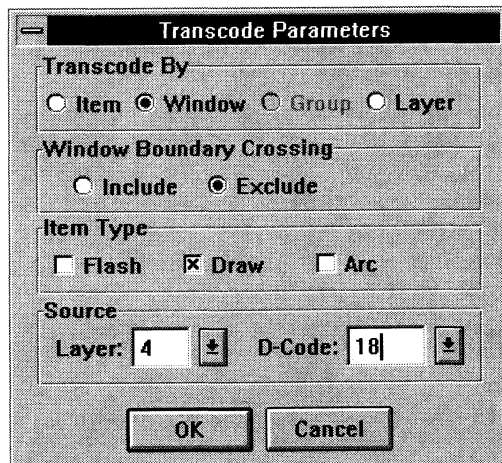 Transcode Parameters
Transcode By
Item Window Group Layer
Window Boundary Crossing
Include Exclude
Item Type
Flash Draw Arc
Source
Layer: 4 D-Code: 18
OK Cancel